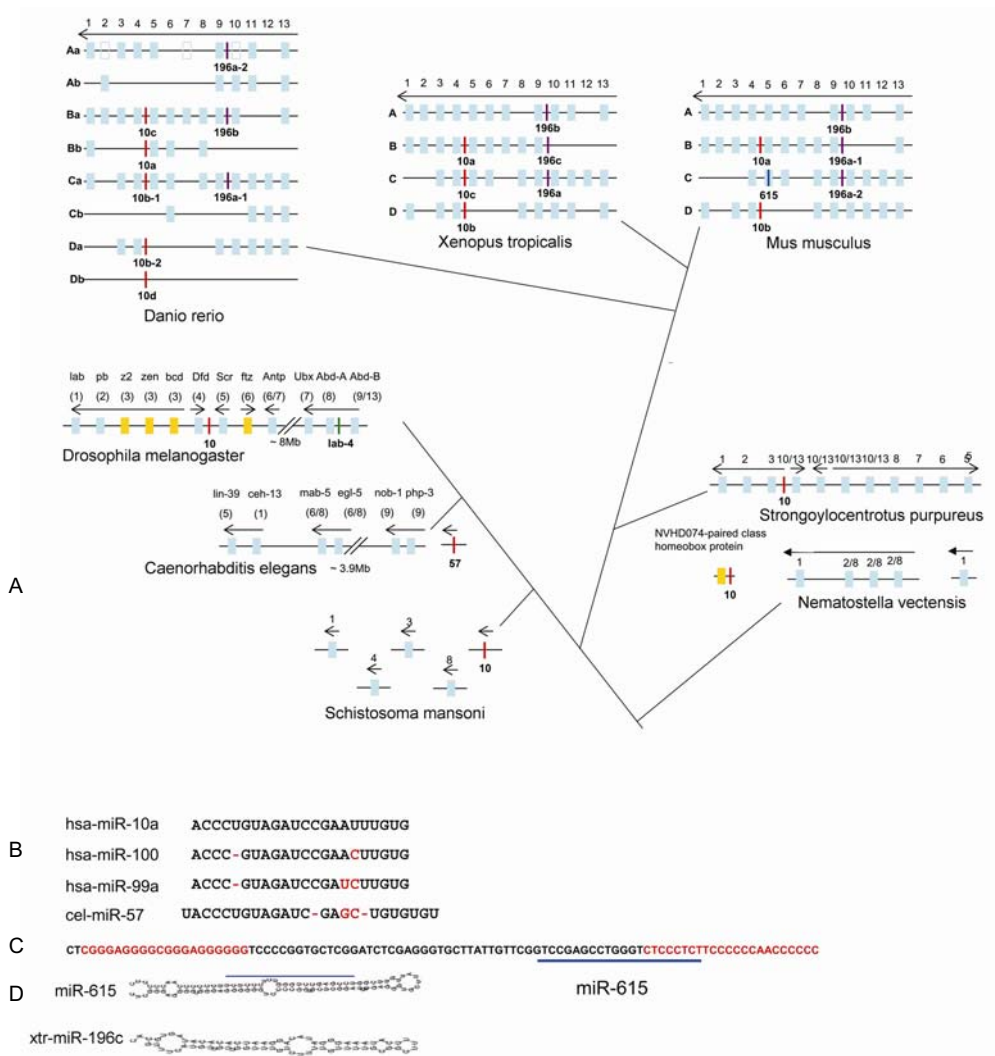 1 2 3 4 5 6 7 8 9 10 11 12 13
Aa
196a-2
Ab
Ba
10c 196b
Bb
10a
Ca
10b-1 196a-1
Cb
Da
10b-2
Db
10d
Danio rerio
1 2 3 4 5 6 7 8 9 10 11 13
A
196b
B
10a 196c
C
10c 196a
D
10b
Xenopus tropicalis
1 2 3 4 5 6 7 8 9 10 11 13
A
196b
B
10a 196a-1
C
615 196a-2
D
10b
Mus musculus
lab pb z2 zen bcd Dfd Scr ftz Antp Ubx Abd-A Abd-B
(1) (2) (3) (3) (3) (4) (5) (6) (6/7) (7) (8) (9/13)
10 ~ 8Mb Iab-4
Drosophila melanogaster
lin-39 ceh-13 mab-5 egl-5 nob-1 php-3
(5) (1) (6/8) (6/8) (9) (9)
~ 3.9Mb 57
Caenorhabditis elegans
1 3
10
4 8
Schistosoma mansoni
1 2 3 10/13 10/13 10/13 10/13 8 7 6 5
10
Strongoylocentrotus purpureus
NVHD074-paired class
homeobox protein
10
1 2/8 2/8 2/8 1
Nematostella vectensis
A
B
hsa-miR-10a ACCCUGUAGAUCCGAAUUUGUG
hsa-miR-100 ACCC-GUAGAUCCGAACUUGUG
hsa-miR-99a ACCC-GUAGAUCCGAUCUUGUG
cel-miR-57 UACCCUGUAGAUC-GAGC-UGUGUGU
C
CTCGGGAGGGGCGGGAGGGGGGTCCCCGGTGCTCGGATCTCGAGGGTGCTTATTGTTCGGTCCGAGCCTGGGTCTCCCTCTTCCCCCCAACCCCCC
miR-615
D
miR-615
xtr-miR-196c